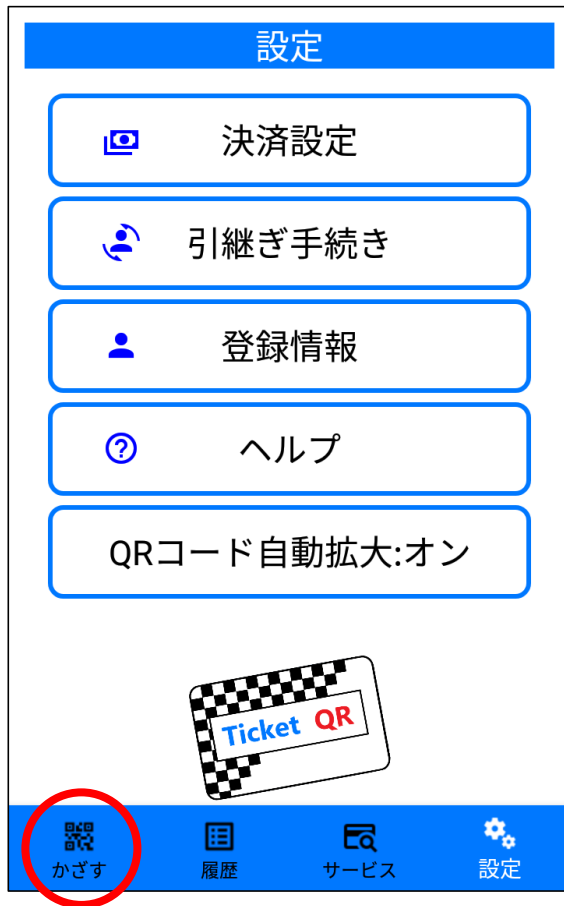 設定
決済設定
引継ぎ手続き
登録情報
ヘルプ
QRコード自動拡大:オン
Ticket QR
かざす
履歴
サービス
設定